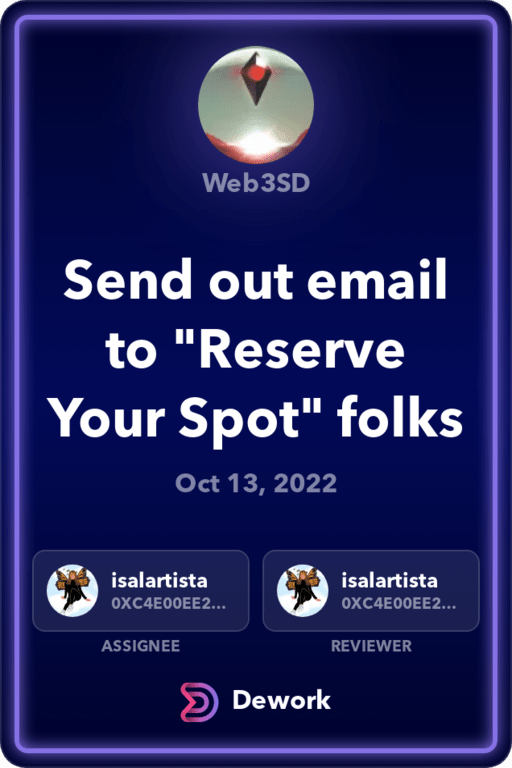 Web3SD
Send out email
to "Reserve
Your Spot" folks
Oct 13, 2022
isalartista
0XC4E00EE2...
ASSIGNEE
isalartista
0XC4E00EE2...
REVIEWER
Dework